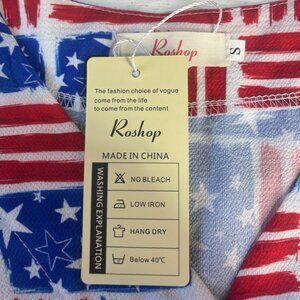 Roshop
S
The fashion choice of vogue
come from the life
to come from the content
Roshop
MADE IN CHINA
WASHING EXPLANATION
NO BLEACH
LOW IRON
HANG DRY
Below 40℃